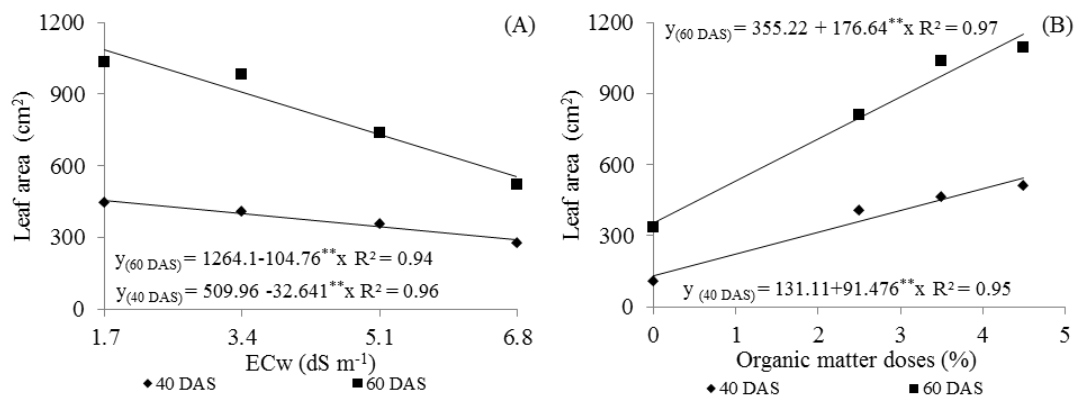 (A)
1200
900
600
300
0
Leaf area (cm²)
y(60 DAS) = 1264.1-104.76**x R² = 0.94
y(40 DAS) = 509.96 -32.641**x R² = 0.96
1.7 3.4 5.1 6.8
ECw (dS m⁻¹)
40 DAS 60 DAS
(B)
y(60 DAS) = 355.22 + 176.64**x R² = 0.97
1200
900
600
300
0
Leaf area (cm²)
y (40 DAS) = 131.11+91.476**x R² = 0.95
0 1 2 3 4 5
Organic matter doses (%)
40 DAS 60 DAS